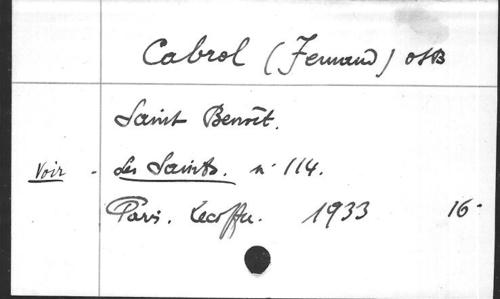 Cabrol (Fernand) OSB
Saint Benoît.
Voir - Les Saints. n° 114.
Paris. Lecoffre. 1933 16°